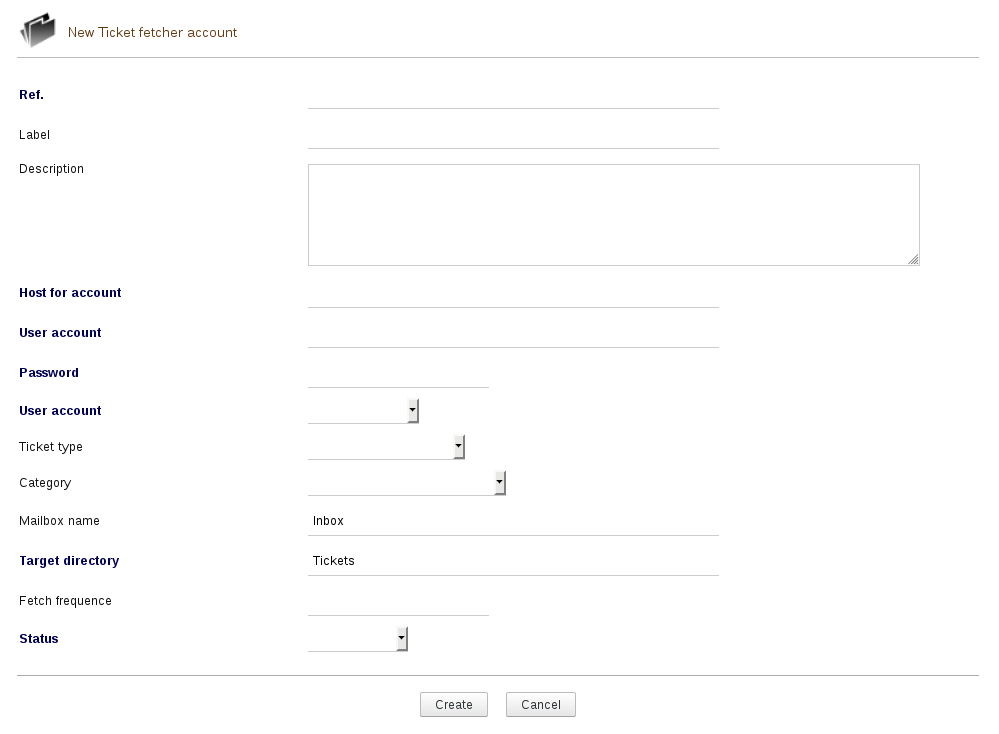 New Ticket fetcher account
Ref.
Label
Description
Host for account
User account
Password
User account
Ticket type
Category
Mailbox name Inbox
Target directory Tickets
Fetch frequence
Status
Create Cancel